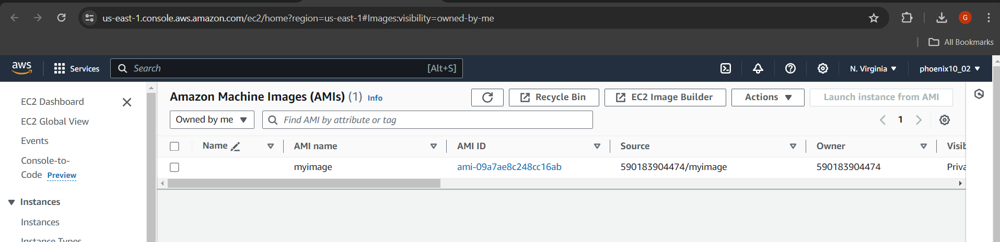 us-east-1.console.aws.amazon.com/ec2/home?region=us-east-1#Images:visibility=owned-by-me
G
All Bookmarks
aws
Services
Search
[Alt+S]
N. Virginia
phoenix10_02
EC2 Dashboard
EC2 Global View
Events
Console-to-
Code Preview
Instances
Instances
Instance Types
Amazon Machine Images (AMIs) (1) Info
Recycle Bin
EC2 Image Builder
Actions
Launch instance from AMI
Owned by me
Find AMI by attribute or tag
1
Name
AMI name
AMI ID
Source
Owner
Visib
myimage
ami-09a7ae8c248cc16ab
590183904474/myimage
590183904474
Priva